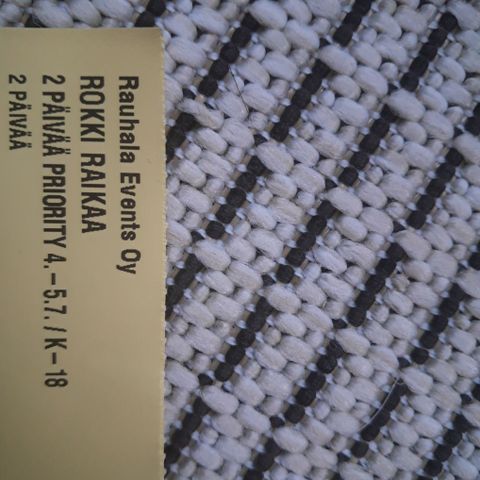 Rauhala Events Oy
ROKKI RAIKAA
2 PÄIVÄÄ PRIORITY 4.–5.7. / K–18
2 PÄIVÄÄ